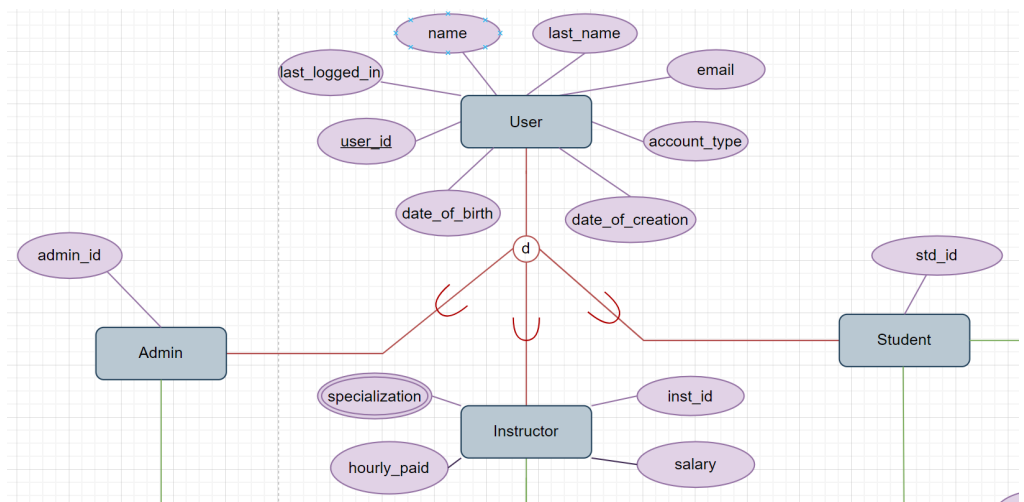 name
last_name
last_logged_in
email
User
user_id
account_type
date_of_birth
date_of_creation
d
admin_id
std_id
Admin
Student
specialization
inst_id
Instructor
hourly_paid
salary